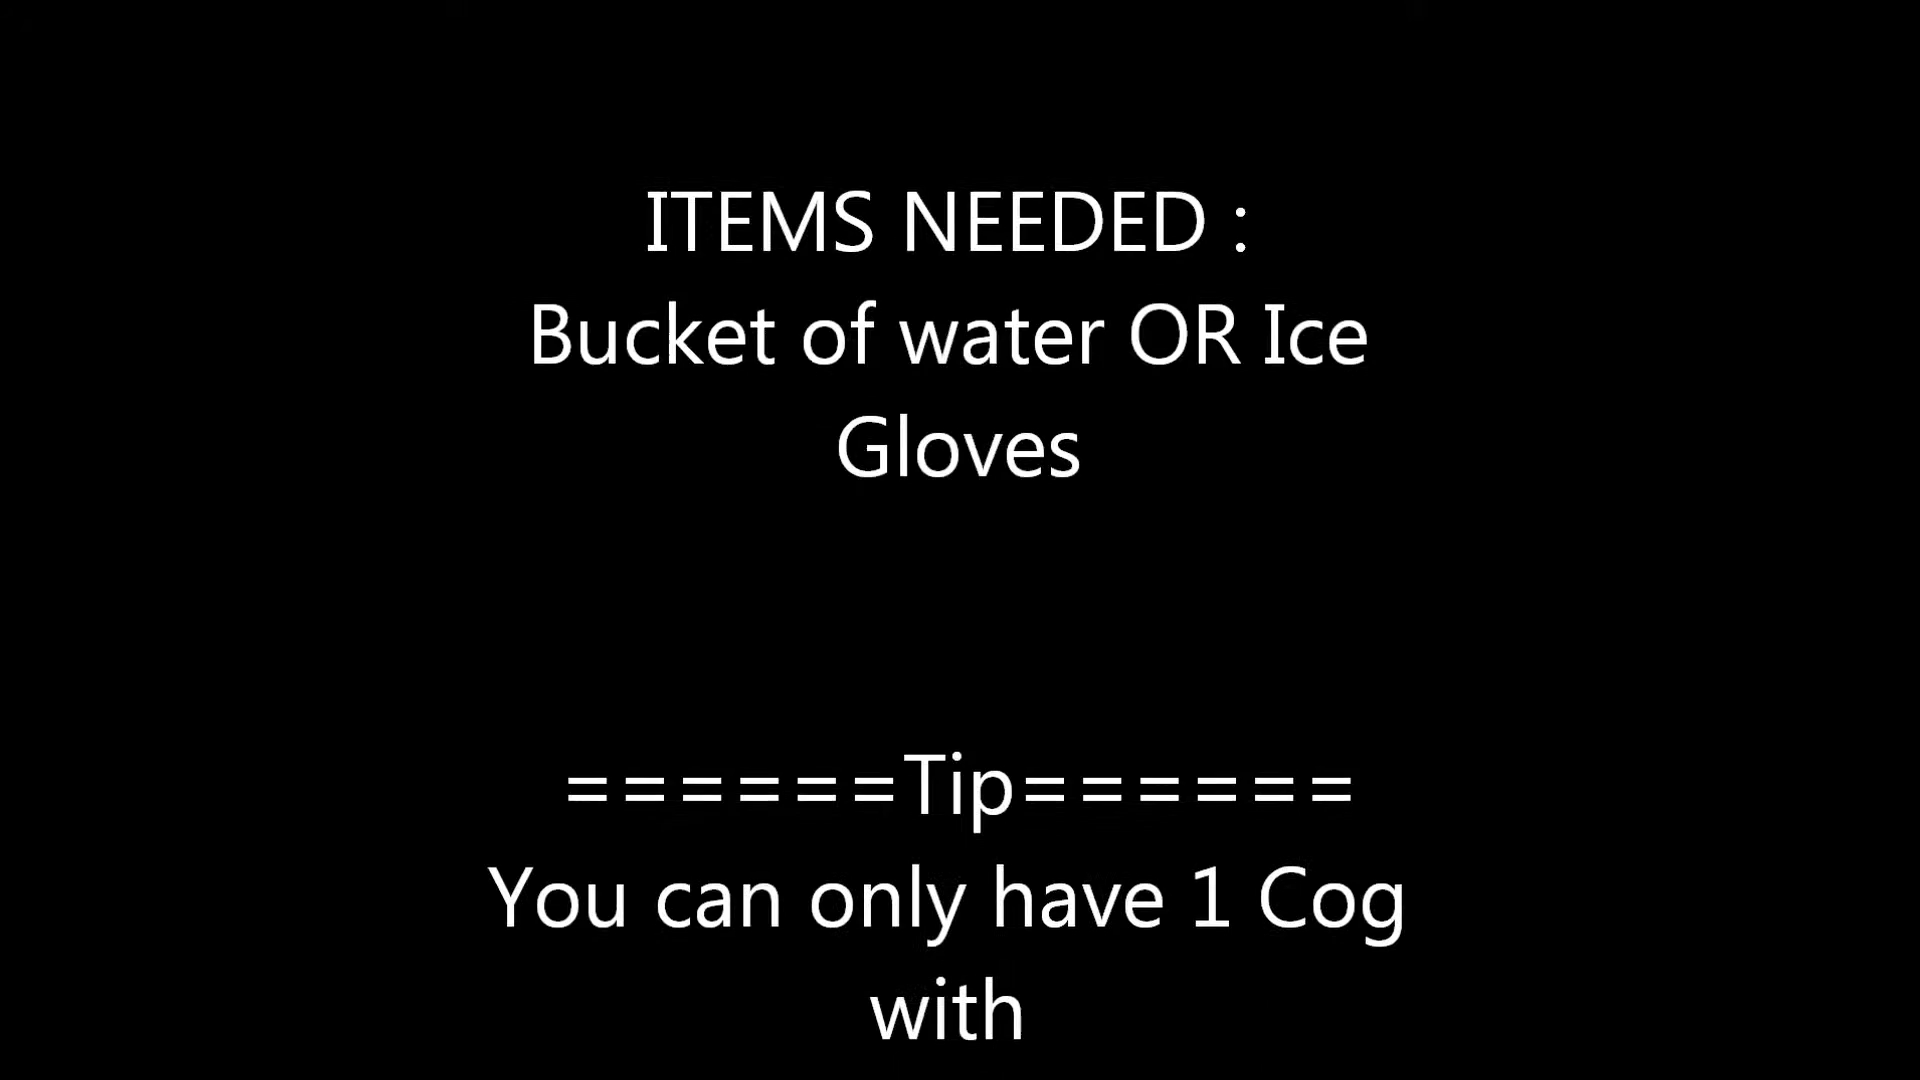 ITEMS NEEDED :
Bucket of water OR Ice
Gloves
======Tip======
You can only have 1 Cog
with